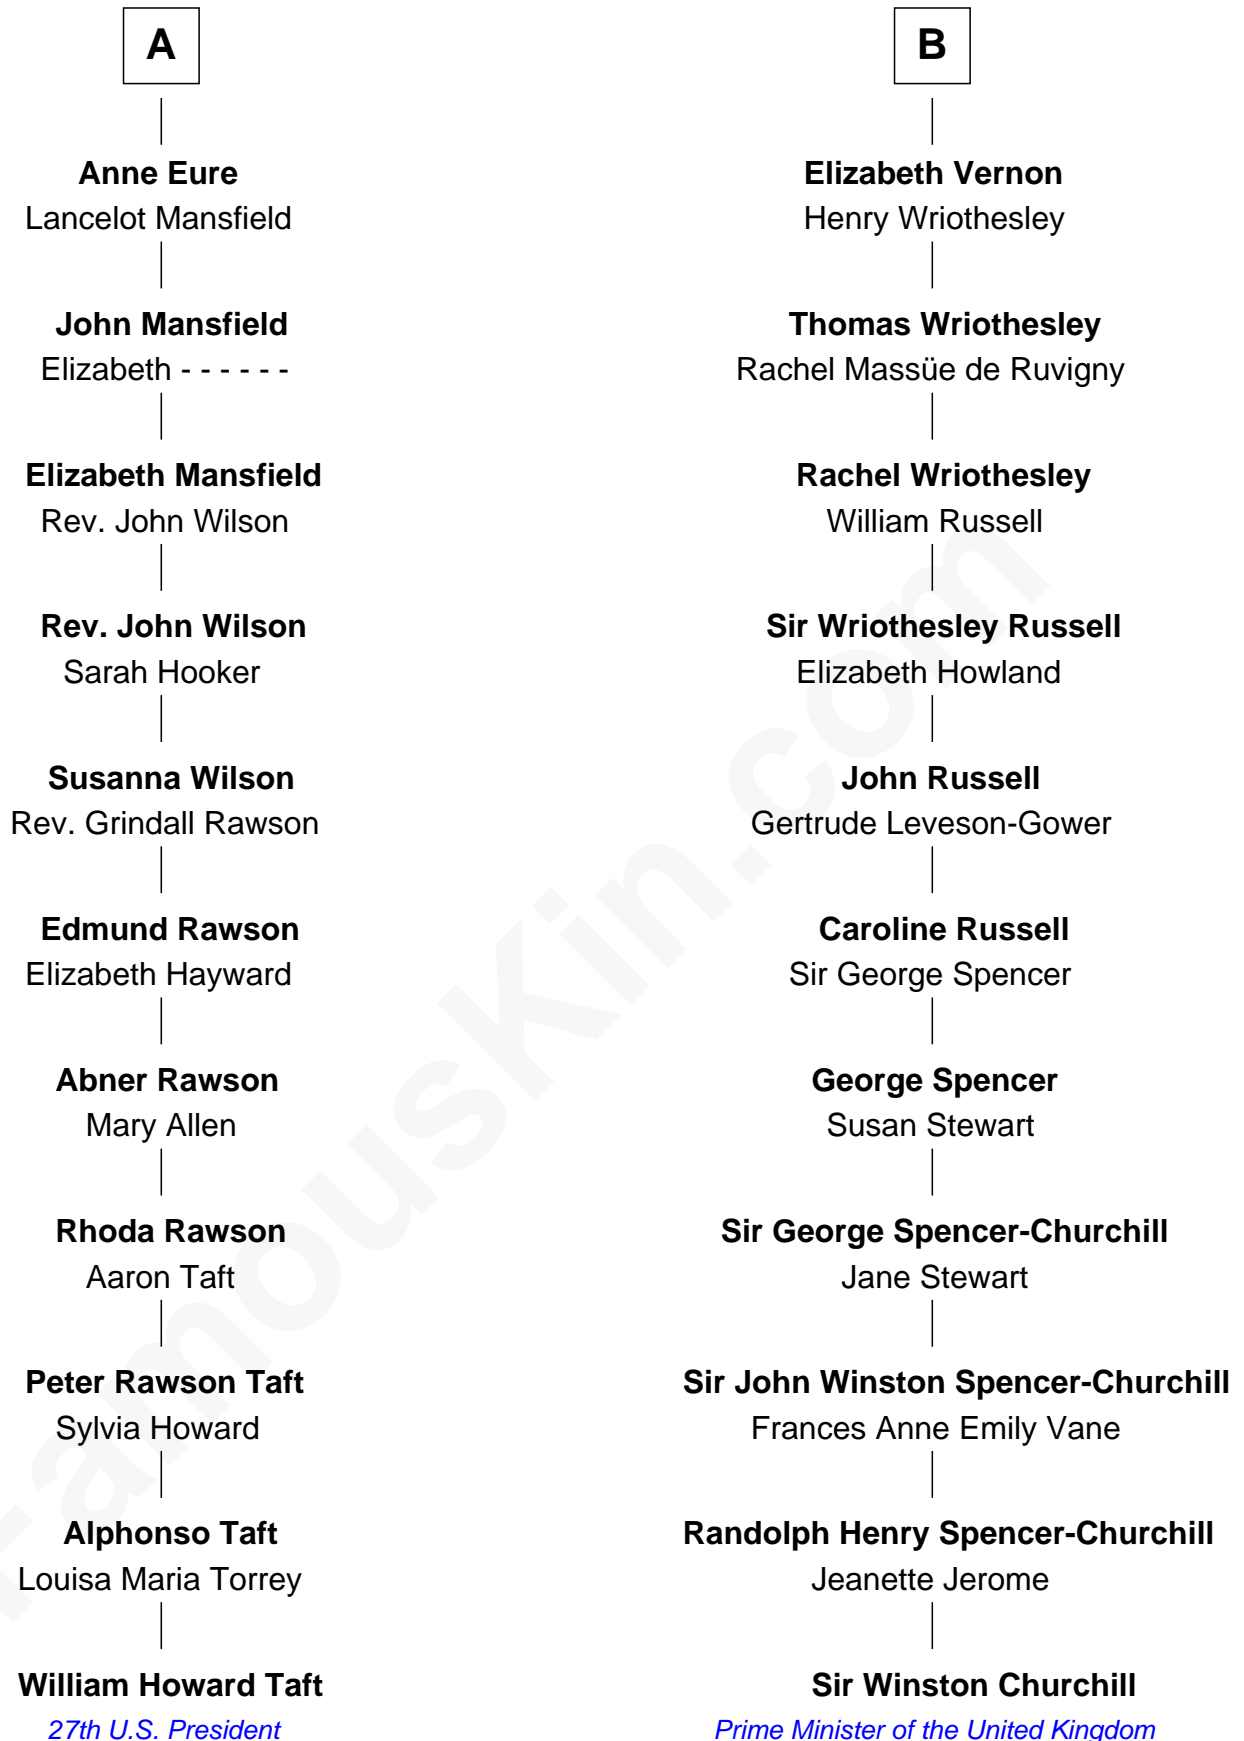 A
Anne Eure
Lancelot Mansfield
John Mansfield
Elizabeth - - - - - -
Elizabeth Mansfield
Rev. John Wilson
Rev. John Wilson
Sarah Hooker
Susanna Wilson
Rev. Grindall Rawson
Edmund Rawson
Elizabeth Hayward
Abner Rawson
Mary Allen
Rhoda Rawson
Aaron Taft
Peter Rawson Taft
Sylvia Howard
Alphonso Taft
Louisa Maria Torrey
William Howard Taft
27th U.S. President
B
Elizabeth Vernon
Henry Wriothesley
Thomas Wriothesley
Rachel Massüe de Ruvigny
Rachel Wriothesley
William Russell
Sir Wriothesley Russell
Elizabeth Howland
John Russell
Gertrude Leveson-Gower
Caroline Russell
Sir George Spencer
George Spencer
Susan Stewart
Sir George Spencer-Churchill
Jane Stewart
Sir John Winston Spencer-Churchill
Frances Anne Emily Vane
Randolph Henry Spencer-Churchill
Jeanette Jerome
Sir Winston Churchill
Prime Minister of the United Kingdom
FamousKin.com